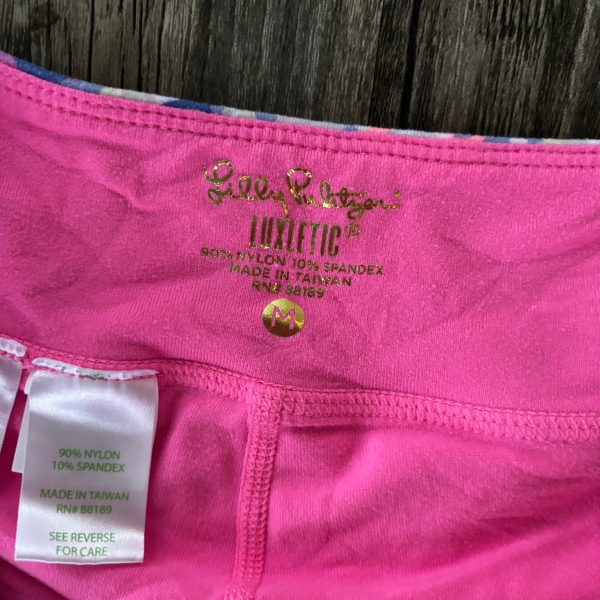 Lilly Pulitzer®
LUXLETIC®
90% NYLON 10% SPANDEX
MADE IN TAIWAN
RN# 88189
M
90% NYLON
10% SPANDEX
MADE IN TAIWAN
RN# 88189
SEE REVERSE
FOR CARE